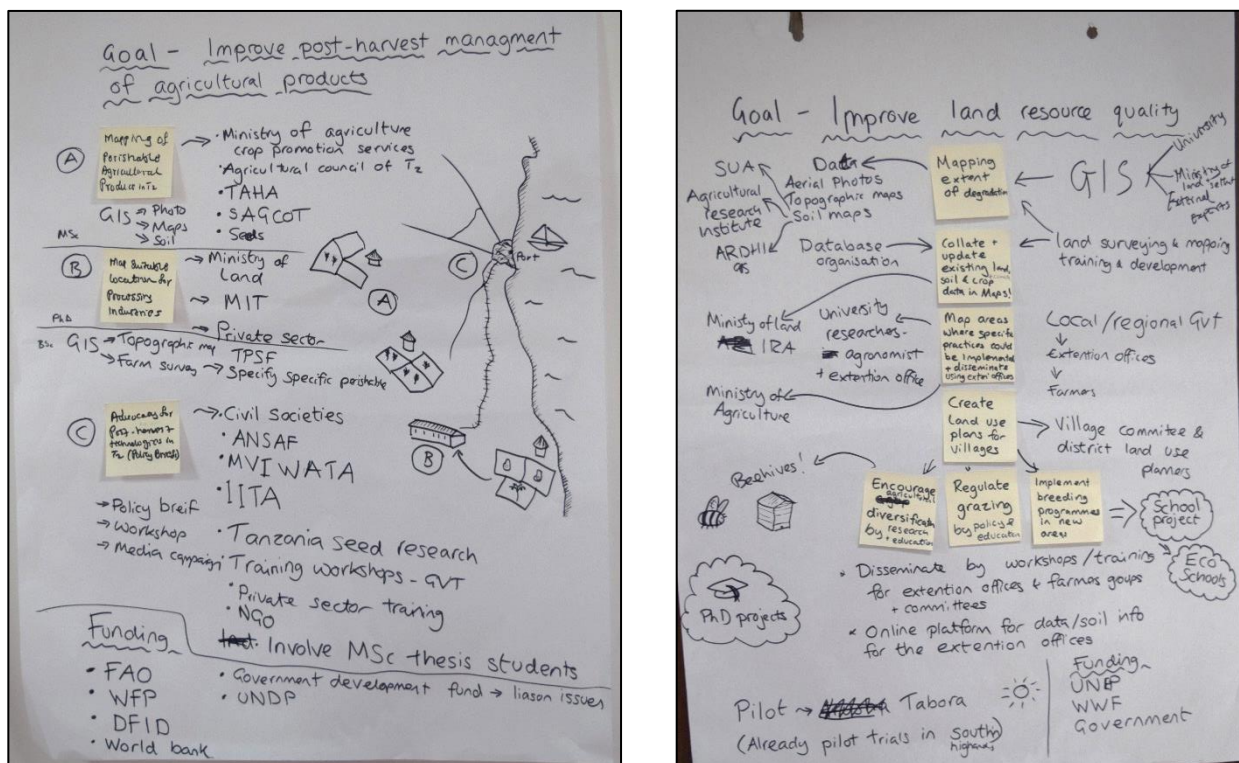 Goal - Improve post-harvest managment
of agricultural products
A
Mapping of
Perishable
Agricultural
Produce in TZ
• Ministry of agriculture
crop promotion services
• Agricultural council of TZ
• TAHA
• SAGCOT
• Seeds
GIS → Photo
→ Maps
→ Soil
MSc
B
Map Suitable
Location for
Processing
Industries
→ Ministry of
Land
→ MIT
PhD
→ Private sector
TPSF
BSc
GIS → Topographic map
→ Farm survey → Specify specific perishable
C
Advocacy for
Post-harvest
technologies in
TZ (Policy Briefs)
→ • Civil societies
• ANSAF
• MVIWATA
• IITA
• Tanzania seed research
• Training workshops - GVT
• Private sector training
• NGO
→ Policy breif
→ Workshop
→ Media campaign
Involve MSc thesis students
Funding
• FAO
• WFP
• DFID
• World bank
• Government development fund → liason issues
• UNDP
C
Port
A
B
Goal - Improve land resource quality
SUA
Agricultural
research
institute
ARDHI
Data
Aerial Photos
Topographic maps
Soil maps
Mapping
extent
of degradation
GIS
University
Ministry of
External
Experts
Database
organisation
Collate +
update
existing land,
soil & crop
data in Maps!
land surveying & mapping
training & development
Ministry of land
IRA
University
researchers-
agronomist
+ extention office
Map areas
where specific
practices could
be implemented
+ disseminate
using exten offices
Local/regional Gvt
Extention offices
Farmers
Ministry of
Agriculture
Create
land use
plans for
villages
Village commitee &
district land use
planners
Beehives!
Encourage
agricultural
diversification
by research
+ education
Regulate
grazing
by policy &
education
Implement
breeding
programmes
in new
areas
School
project
Eco
Schools
PhD projects
* Disseminate by workshops/training
for extention offices & farmes goups
+ committees
* Online platform for data/soil info
for the extention offices
Pilot → Tabora
(Already pilot trials in south)
Funding
UNEP
WWF
Government